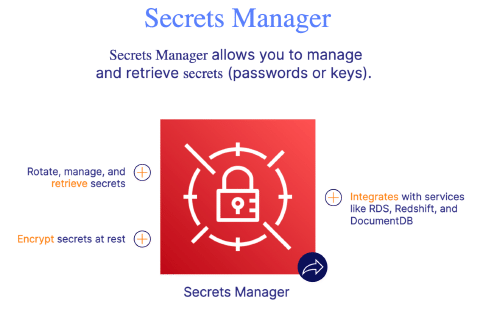 Secrets Manager
Secrets Manager allows you to manage
and retrieve secrets (passwords or keys).
Rotate, manage, and
retrieve secrets
Encrypt secrets at rest
Integrates with services
like RDS, Redshift, and
DocumentDB
Secrets Manager